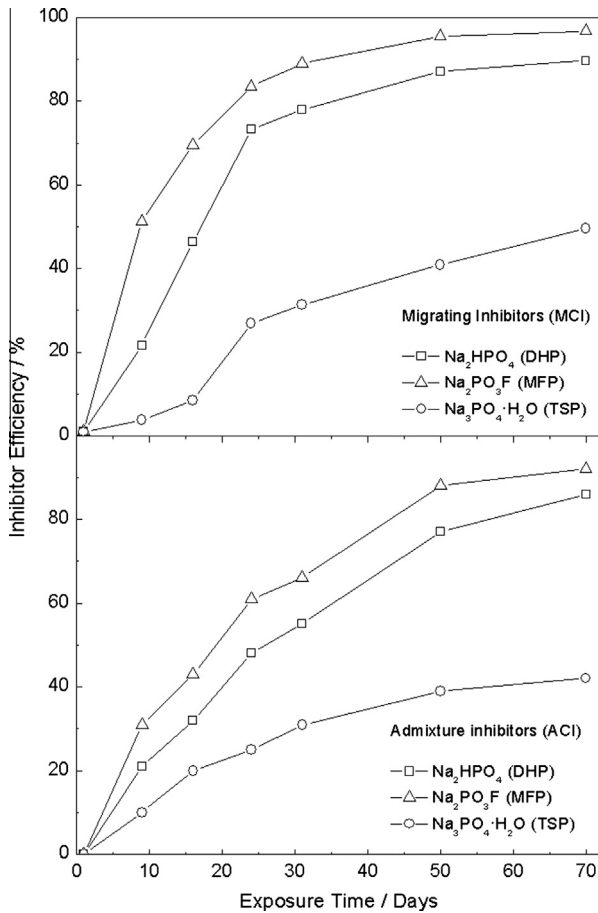 100
80
60
40
20
0
Migrating Inhibitors (MCI)
Na₂HPO₄ (DHP)
Na₂PO₃F (MFP)
Na₃PO₄·H₂O (TSP)
Inhibitor Efficiency / %
80
60
40
20
0
Admixture inhibitors (ACI)
Na₂HPO₄ (DHP)
Na₂PO₃F (MFP)
Na₃PO₄·H₂O (TSP)
0 10 20 30 40 50 60 70
Exposure Time / Days